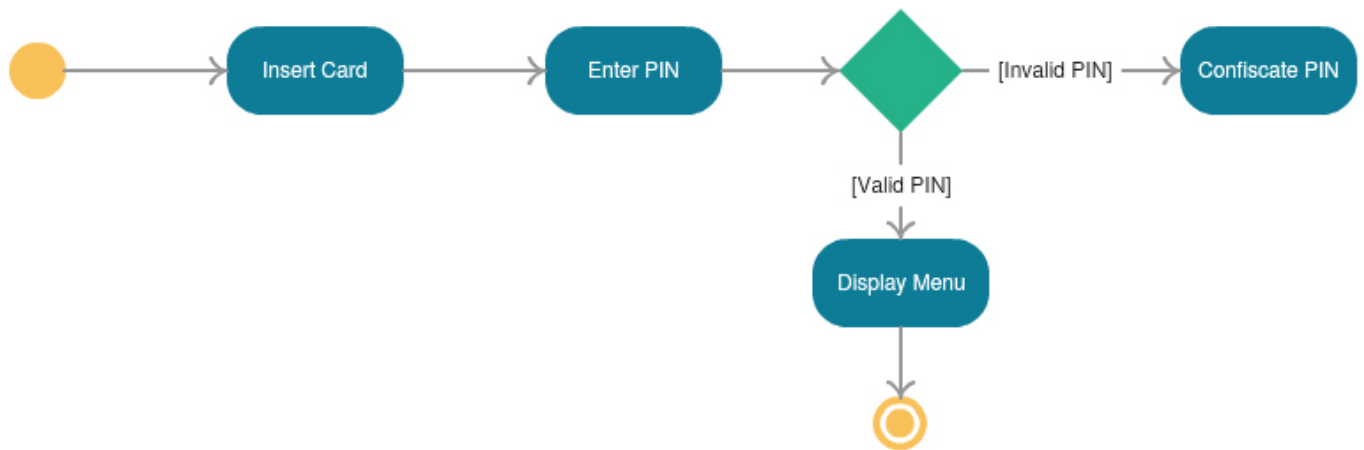 Insert Card
Enter PIN
[Invalid PIN]
Confiscate PIN
[Valid PIN]
Display Menu